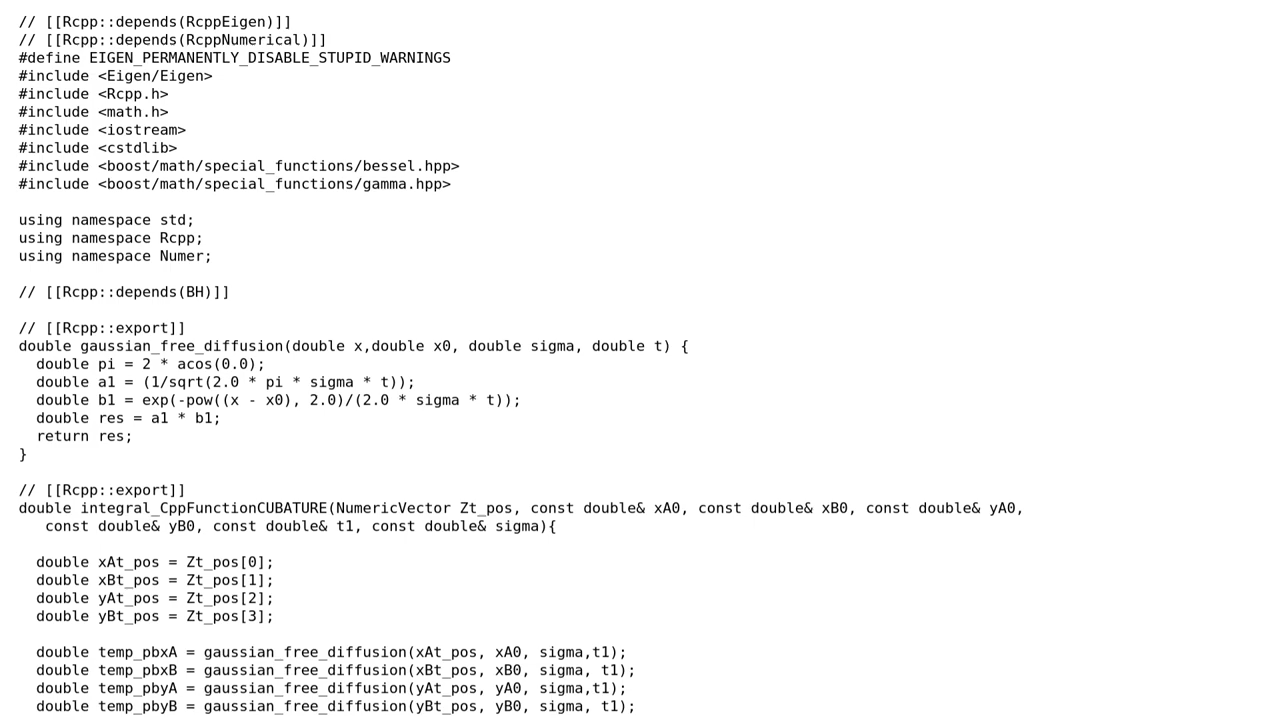 // [[Rcpp::depends(RcppEigen)]]
// [[Rcpp::depends(RcppNumerical)]]
#define EIGEN_PERMANENTLY_DISABLE_STUPID_WARNINGS
#include <Eigen/Eigen>
#include <Rcpp.h>
#include <math.h>
#include <iostream>
#include <cstdlib>
#include <boost/math/special_functions/bessel.hpp>
#include <boost/math/special_functions/gamma.hpp>

using namespace std;
using namespace Rcpp;
using namespace Numer;

// [[Rcpp::depends(BH)]]

// [[Rcpp::export]]
double gaussian_free_diffusion(double x,double x0, double sigma, double t) {
  double pi = 2 * acos(0.0);
  double a1 = (1/sqrt(2.0 * pi * sigma * t));
  double b1 = exp(-pow((x - x0), 2.0)/(2.0 * sigma * t));
  double res = a1 * b1;
  return res;
}

// [[Rcpp::export]]
double integral_CppFunctionCUBATURE(NumericVector Zt_pos, const double& xA0, const double& xB0, const double& yA0,
   const double& yB0, const double& t1, const double& sigma){

  double xAt_pos = Zt_pos[0];
  double xBt_pos = Zt_pos[1];
  double yAt_pos = Zt_pos[2];
  double yBt_pos = Zt_pos[3];

  double temp_pbxA = gaussian_free_diffusion(xAt_pos, xA0, sigma,t1);
  double temp_pbxB = gaussian_free_diffusion(xBt_pos, xB0, sigma, t1);
  double temp_pbyA = gaussian_free_diffusion(yAt_pos, yA0, sigma,t1);
  double temp_pbyB = gaussian_free_diffusion(yBt_pos, yB0, sigma, t1);